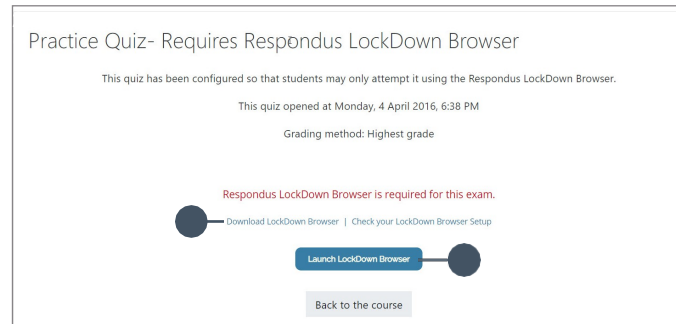 Practice Quiz- Requires Respondus LockDown Browser
This quiz has been configured so that students may only attempt it using the Respondus LockDown Browser.
This quiz opened at Monday, 4 April 2016, 6:38 PM
Grading method: Highest grade
Respondus LockDown Browser is required for this exam.
Download LockDown Browser | Check your LockDown Browser Setup
Launch LockDown Browser
Back to the course